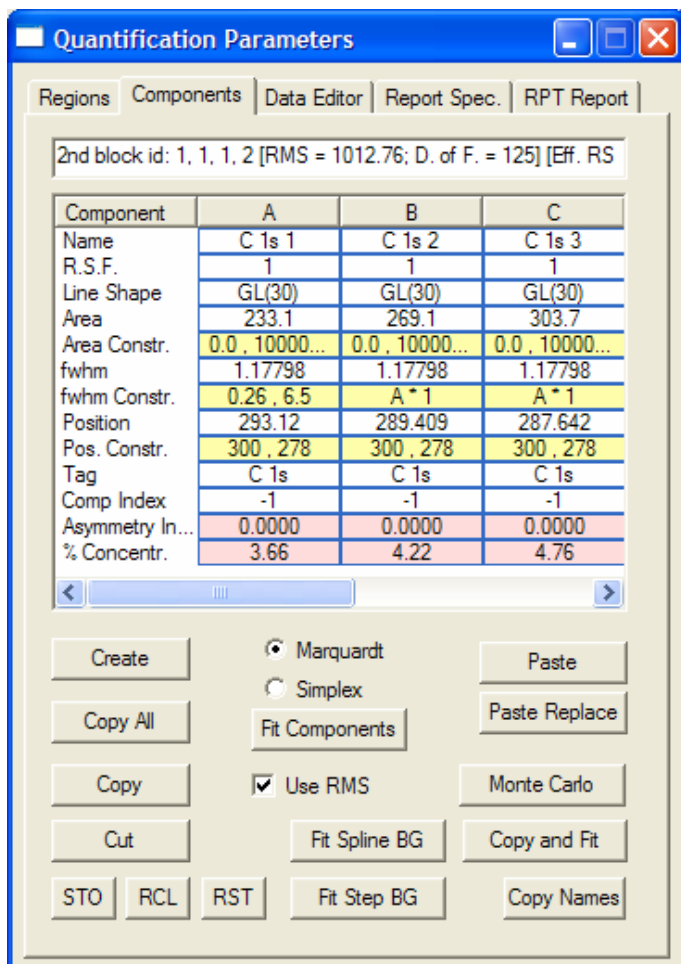 Quantification Parameters
Regions Components Data Editor Report Spec. RPT Report
2nd block id: 1, 1, 1, 2 [RMS = 1012.76; D. of F. = 125] [Eff. RS
Component A B C
Name C 1s 1 C 1s 2 C 1s 3
R.S.F. 1 1 1
Line Shape GL(30) GL(30) GL(30)
Area 233.1 269.1 303.7
Area Constr. 0.0 , 10000... 0.0 , 10000... 0.0 , 10000...
fwhm 1.17798 1.17798 1.17798
fwhm Constr. 0.26 , 6.5 A * 1 A * 1
Position 293.12 289.409 287.642
Pos. Constr. 300 , 278 300 , 278 300 , 278
Tag C 1s C 1s C 1s
Comp Index -1 -1 -1
Asymmetry In... 0.0000 0.0000 0.0000
% Concentr. 3.66 4.22 4.76
Create Marquardt Paste
Simplex
Copy All Fit Components Paste Replace
Copy Use RMS Monte Carlo
Cut Fit Spline BG Copy and Fit
STO RCL RST Fit Step BG Copy Names